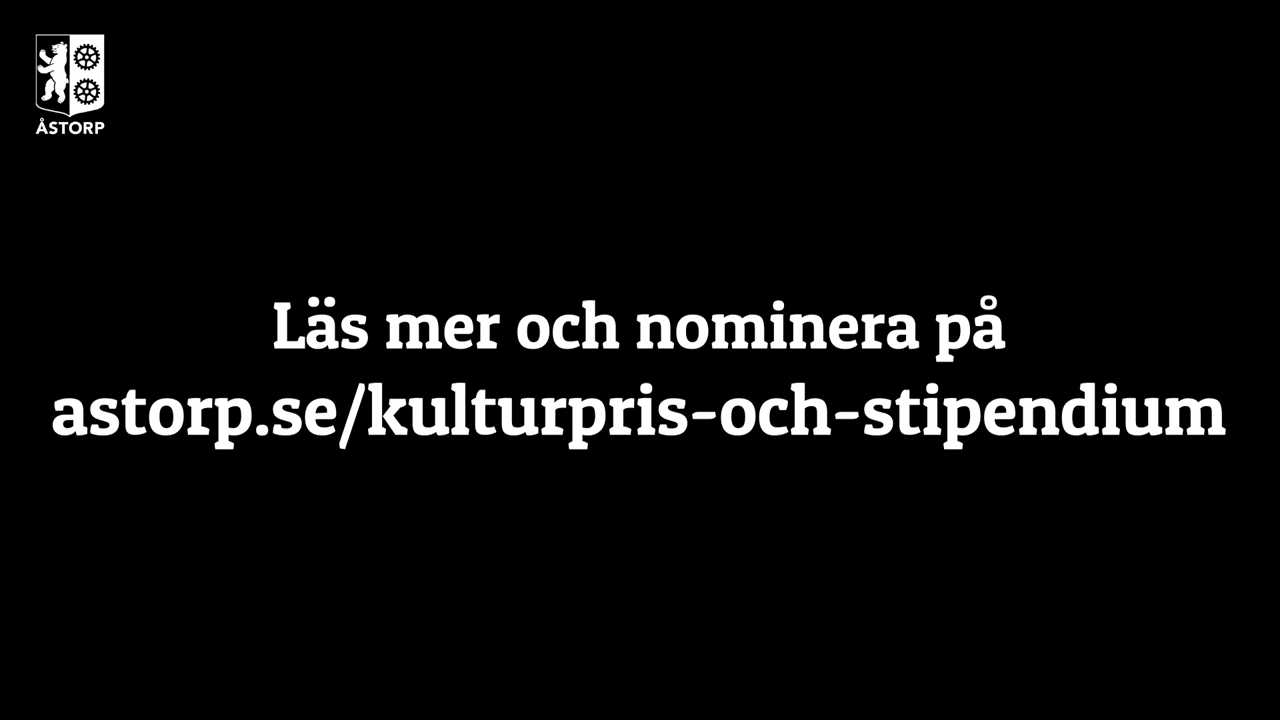 ÅSTORP
Läs mer och nominera på
astorp.se/kulturpris-och-stipendium